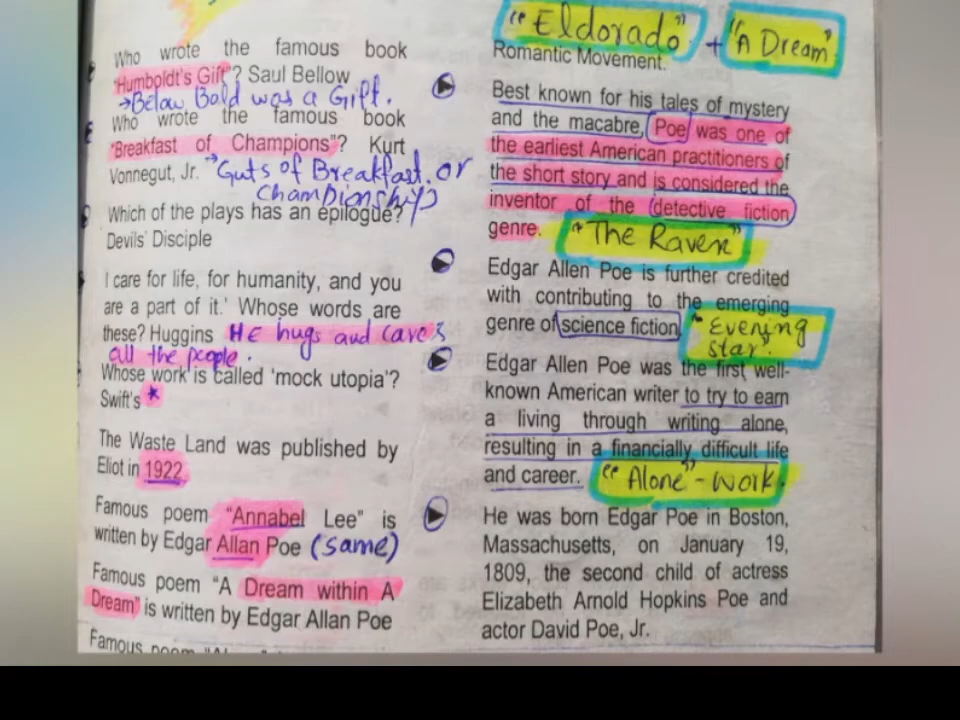 Who wrote the famous book
"Humboldt's Gift"? Saul Bellow
→Below Bald was a Gift.
Who wrote the famous book
"Breakfast of Champions"? Kurt
Vonnegut, Jr. → "Guts of Breakfast or
Championship"
Which of the plays has an epilogue?
Devils' Disciple
I care for life, for humanity, and you
are a part of it.' Whose words are
these? Huggins He hugs and cares
all the people.
Whose work is called 'mock utopia'?
Swift's *
The Waste Land was published by
Eliot in 1922
Famous poem "Annabel Lee" is
written by Edgar Allan Poe (same)
Famous poem "A Dream within A
Dream" is written by Edgar Allan Poe
Famous poem
"Eldorado" + "A Dream"
Romantic Movement.
Best known for his tales of mystery
and the macabre, Poe was one of
the earliest American practitioners of
the short story and is considered the
inventor of the detective fiction
genre. "The Raven"
Edgar Allen Poe is further credited
with contributing to the emerging
genre of science fiction. "Evening
star".
Edgar Allen Poe was the first well-
known American writer to try to earn
a living through writing alone,
resulting in a financially difficult life
and career. "Alone" - work.
He was born Edgar Poe in Boston,
Massachusetts, on January 19,
1809, the second child of actress
Elizabeth Arnold Hopkins Poe and
actor David Poe, Jr.